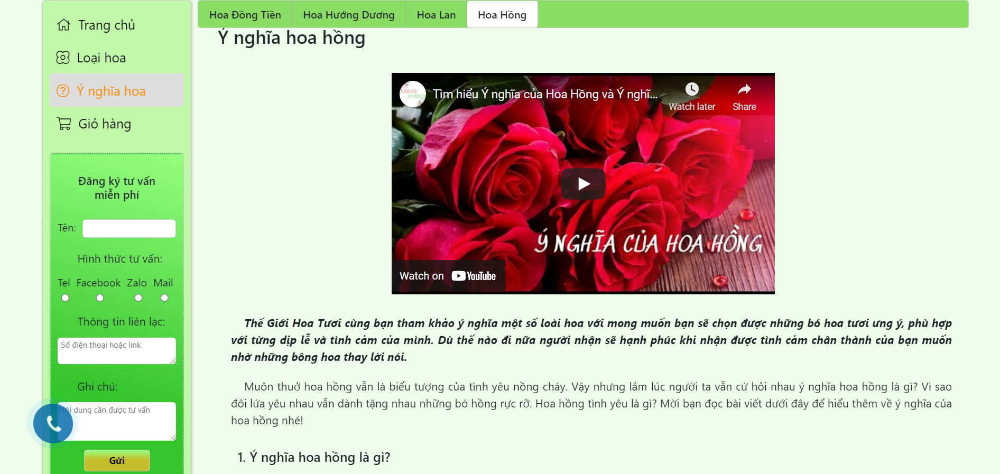 Trang chủ
Loại hoa
Ý nghĩa hoa
Giỏ hàng
Đăng ký tư vấn
miễn phí
Tên:
Hình thức tư vấn:
Tel Facebook Zalo Mail
Thông tin liên lạc:
Số điện thoại hoặc link
Ghi chú:
Nội dung cần được tư vấn
Gửi
Hoa Đồng Tiền Hoa Hướng Dương Hoa Lan Hoa Hồng
Ý nghĩa hoa hồng
LAROSE
STUDIO
Tìm hiểu Ý nghĩa của Hoa Hồng và Ý nghĩ...
Watch later Share
Ý NGHĨA CỦA HOA HỒNG
Watch on YouTube
Thế Giới Hoa Tươi cùng bạn tham khảo ý nghĩa một số loài hoa với mong muốn bạn sẽ chọn được những bó hoa tươi ưng ý, phù hợp
với từng dịp lễ và tình cảm của mình. Dù thế nào đi nữa người nhận sẽ hạnh phúc khi nhận được tình cảm chân thành của bạn muốn
nhờ những bông hoa thay lời nói.
Muôn thuở hoa hồng vẫn là biểu tượng của tình yêu nồng cháy. Vậy nhưng lắm lúc người ta vẫn cứ hỏi nhau ý nghĩa hoa hồng là gì? Vì sao
đôi lứa yêu nhau vẫn dành tặng nhau những bó hồng rực rỡ. Hoa hồng tình yêu là gì? Mời bạn đọc bài viết dưới đây để hiểu thêm về ý nghĩa của
hoa hồng nhé!
1. Ý nghĩa hoa hồng là gì?